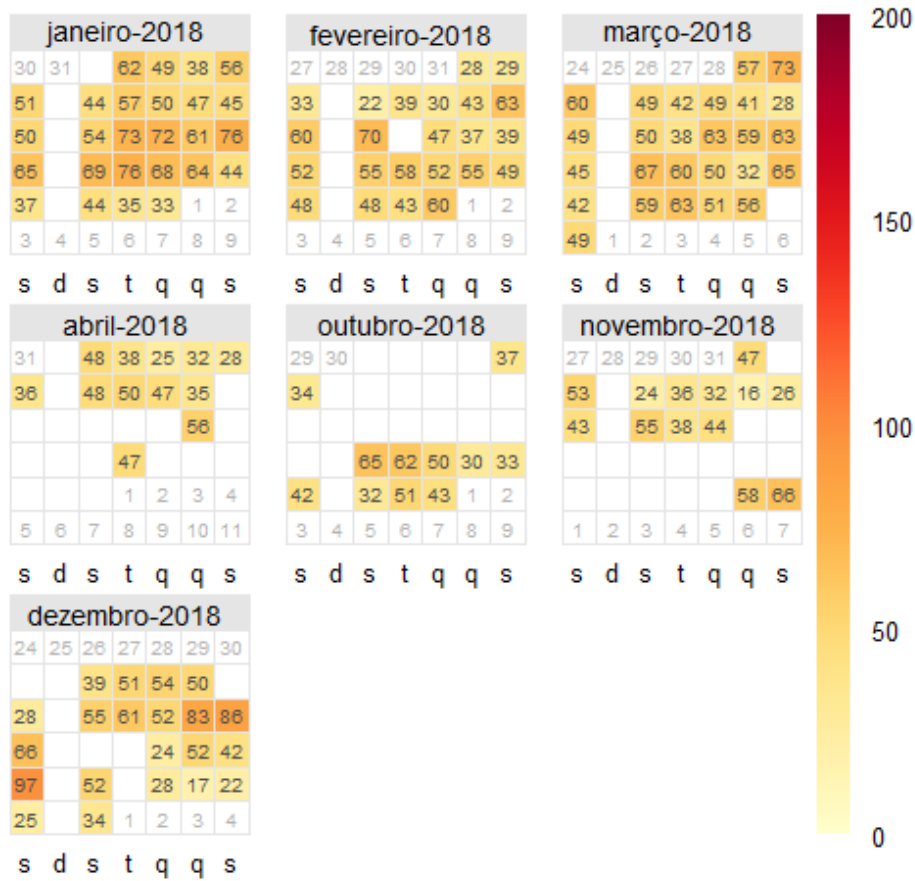 janeiro-2018
30 31 62 49 38 56
51 44 57 50 47 45
50 54 73 72 61 76
65 69 76 68 64 44
37 44 35 33 1 2
3 4 5 6 7 8 9
s d s t q q s
fevereiro-2018
27 28 29 30 31 28 29
33 22 39 30 43 63
60 70 47 37 39
52 55 58 52 55 49
48 48 43 60 1 2
3 4 5 6 7 8 9
s d s t q q s
março-2018
24 25 26 27 28 57 73
60 49 42 49 41 28
49 50 38 63 59 63
45 67 60 50 32 65
42 59 63 51 56
49 1 2 3 4 5 6
s d s t q q s
abril-2018
31 48 38 25 32 28
36 48 50 47 35
56
47
1 2 3 4
5 6 7 8 9 10 11
s d s t q q s
outubro-2018
29 30 37
34
65 62 50 30 33
42 32 51 43 1 2
3 4 5 6 7 8 9
s d s t q q s
novembro-2018
27 28 29 30 31 47
53 24 36 32 16 26
43 55 38 44
58 66
1 2 3 4 5 6 7
s d s t q q s
dezembro-2018
24 25 26 27 28 29 30
39 51 54 50
28 55 61 52 83 86
66 24 52 42
97 52 28 17 22
25 34 1 2 3 4
s d s t q q s
200
150
100
50
0